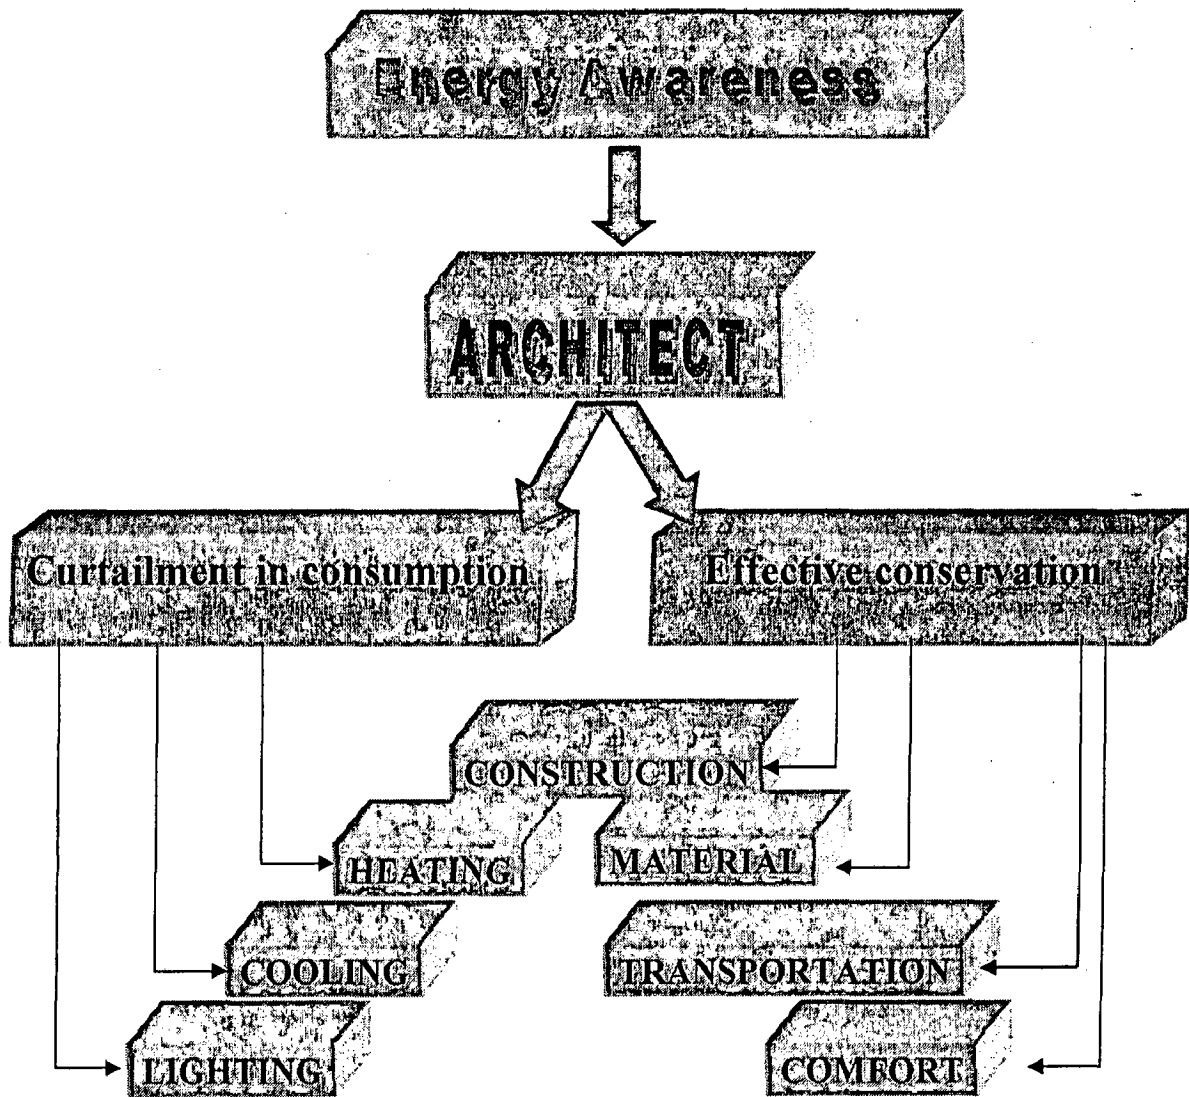 Energy Awareness
ARCHITECT
Curtailment in consumption
Effective conservation
CONSTRUCTION
HEATING
MATERIAL
COOLING
TRANSPORTATION
LIGHTING
COMFORT